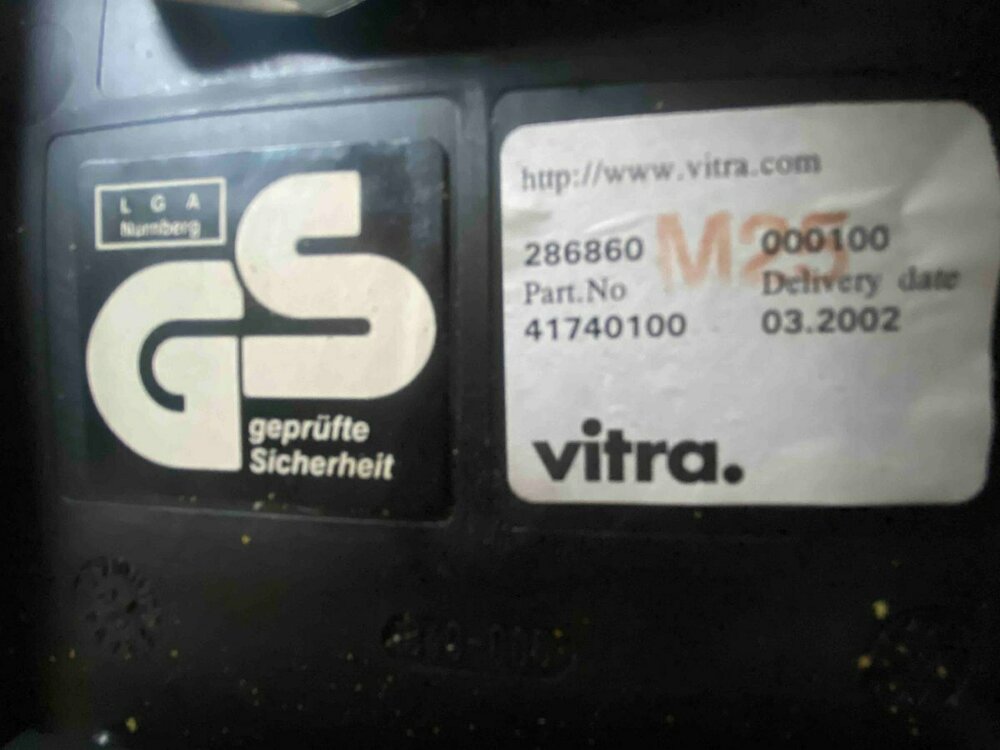 L G A
Nürnberg
GS
geprüfte
Sicherheit
http://www.vitra.com
M25
286860 000100
Part.No Delivery date
41740100 03.2002
vitra.